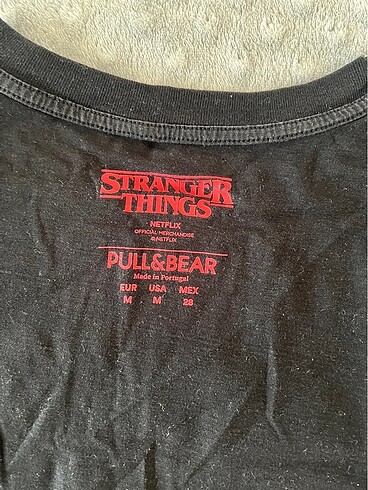 STRANGER
THINGS
NETFLIX
OFFICIAL MERCHANDISE
©NETFLIX
PULL&BEAR
Made in Portugal
EUR USA MEX
M M 28